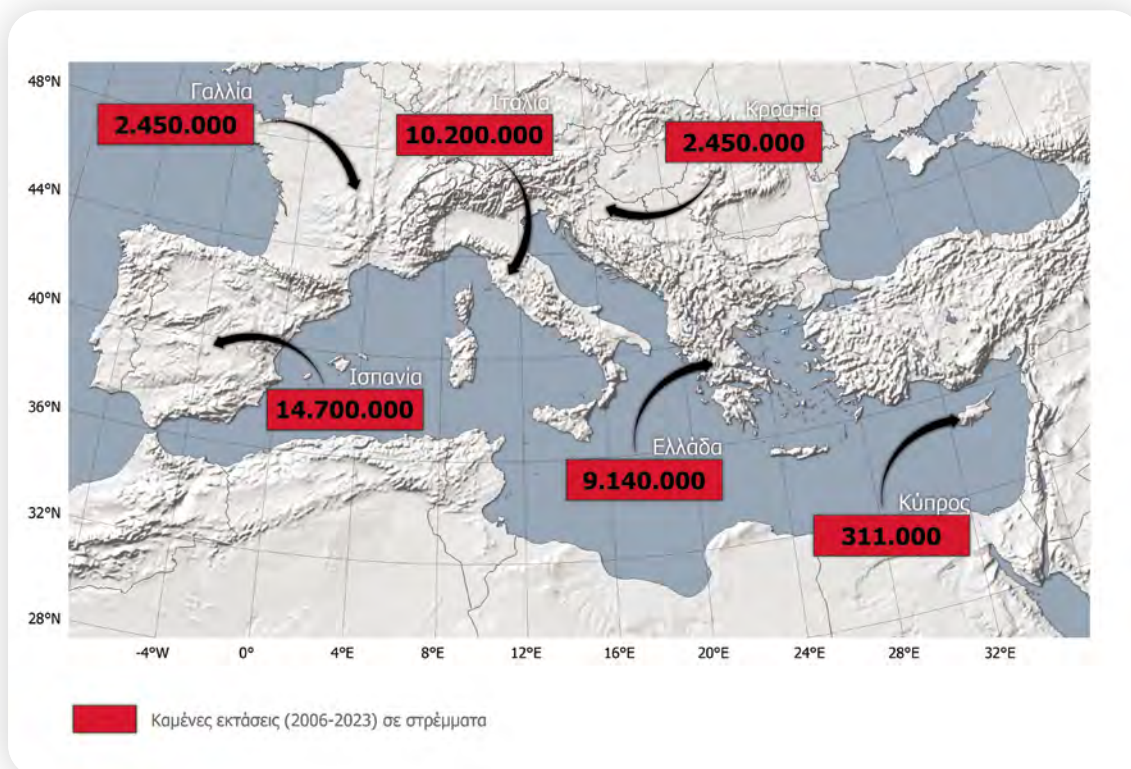 48°N
Γαλλία
2.450.000
Ιταλία
10.200.000
Κροατία
2.450.000
44°N
40°N
36°N
Ισπανία
14.700.000
Ελλάδα
9.140.000
32°N
Κύπρος
311.000
28°N
-4°W 0° 4°E 8°E 12°E 16°E 20°E 24°E 28°E 32°E
Καμένες εκτάσεις (2006-2023) σε στρέμματα